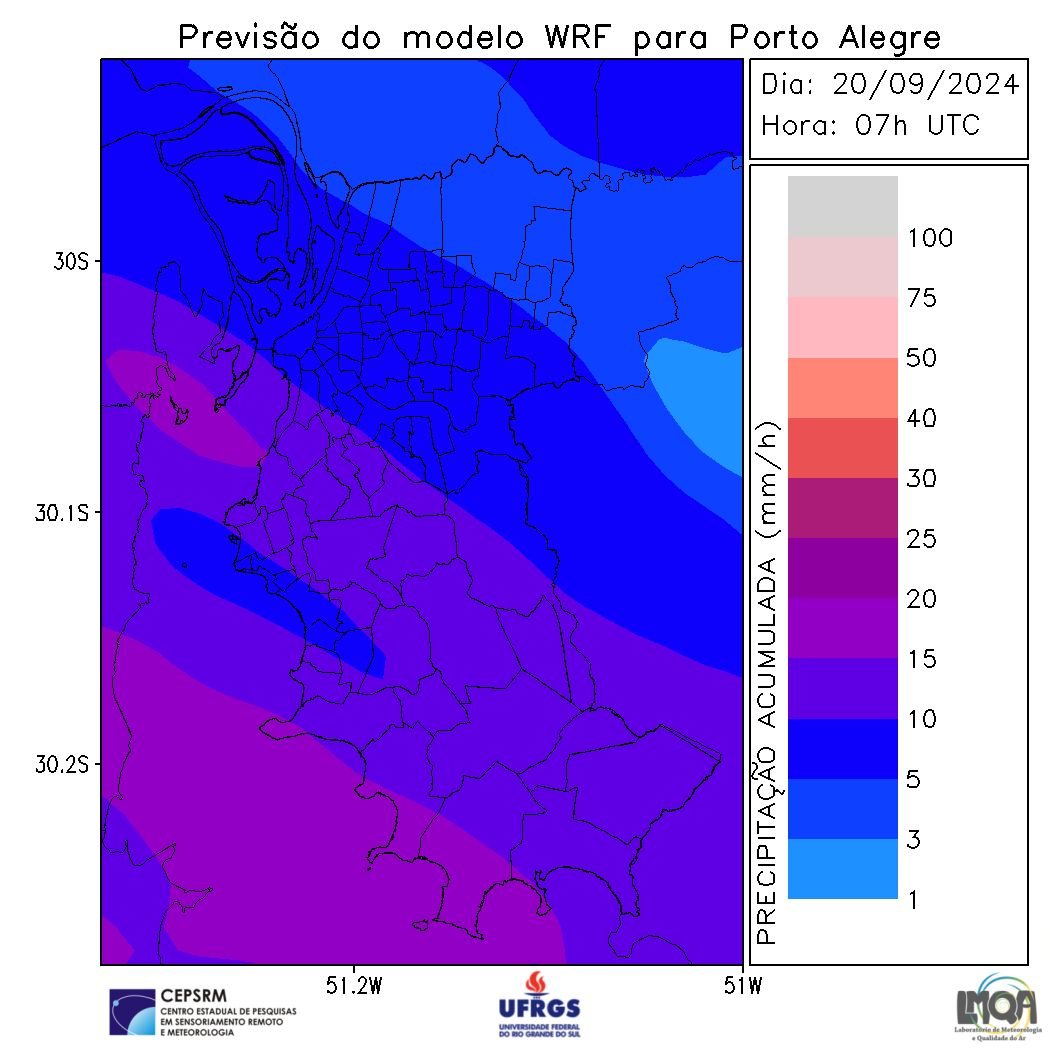 Previsão do modelo WRF para Porto Alegre
Dia: 20/09/2024
Hora: 07h UTC
30S
30.1S
30.2S
51.2W
51W
PRECIPITAÇÃO ACUMULADA (mm/h)
100
75
50
40
30
25
20
15
10
5
3
1
CEPSRM
CENTRO ESTADUAL DE PESQUISAS
EM SENSORIAMENTO REMOTO
E METEOROLOGIA
UFRGS
UNIVERSIDADE FEDERAL
DO RIO GRANDE DO SUL
LMQA
Laboratório de Meteorologia
e Qualidade do Ar